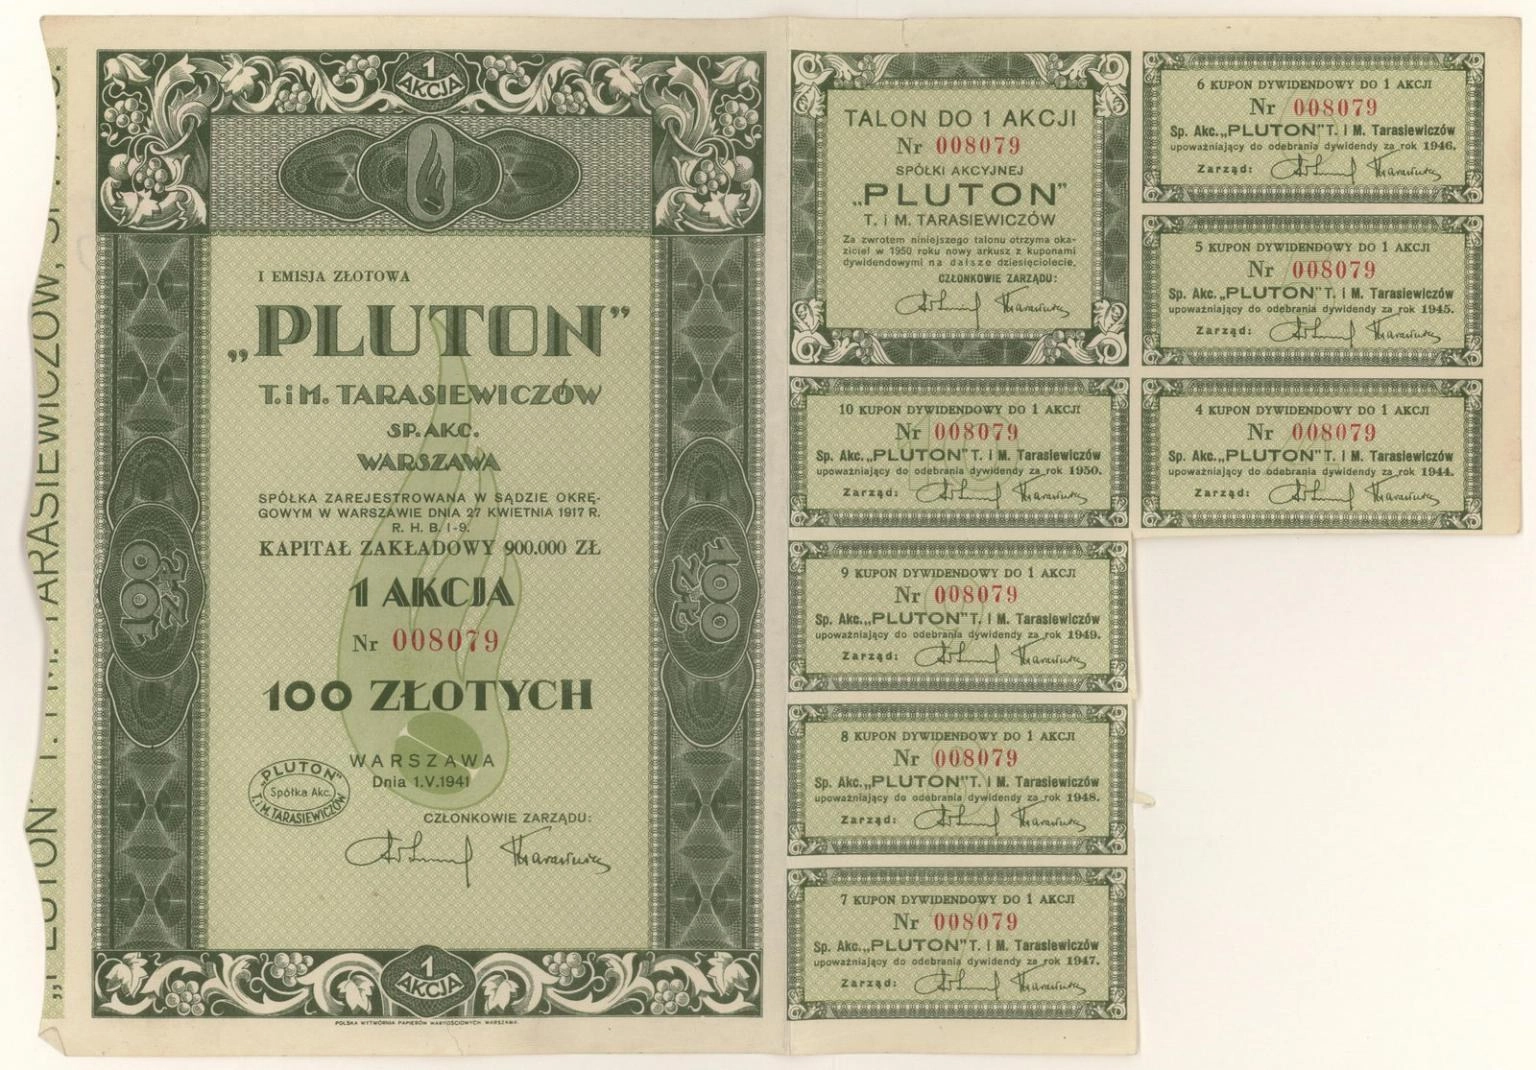 „PLUTON" T. i M. TARASIEWICZÓW,
1
AKCJA
I EMISJA ZŁOTOWA
„PLUTON"
T. i M. TARASIEWICZÓW
SP. AKC.
WARSZAWA
SPÓŁKA ZAREJESTROWANA W SĄDZIE OKRĘ-
GOWYM W WARSZAWIE DNIA 27 KWIETNIA 1917 R.
R. H. B. I-9.
KAPITAŁ ZAKŁADOWY 900.000 ZŁ
1 AKCJA
Nr 008079
100 ZŁOTYCH
100 ZŁ
100 ZŁ
WARSZAWA
Dnia 1.V.1941
„PLUTON"
Spółka Akc.
T. i M. TARASIEWICZÓW
CZŁONKOWIE ZARZĄDU:
1
AKCJA
POLSKA WYTWÓRNIA PAPIERÓW WARTOŚCIOWYCH WARSZAWA.
TALON DO 1 AKCJI
Nr 008079
SPÓŁKI AKCYJNEJ
„PLUTON"
T. i M. TARASIEWICZÓW
Za zwrotem niniejszego talonu otrzyma oka-
ziciel w 1950 roku nowy arkusz z kuponami
dywidendowymi na dalsze dziesięciolecie.
CZŁONKOWIE ZARZĄDU:
10 KUPON DYWIDENDOWY DO 1 AKCJI
Nr 008079
Sp. Akc. „PLUTON" T. i M. Tarasiewiczów
upoważniający do odebrania dywidendy za rok 1950.
Zarząd:
9 KUPON DYWIDENDOWY DO 1 AKCJI
Nr 008079
Sp. Akc. „PLUTON" T. i M. Tarasiewiczów
upoważniający do odebrania dywidendy za rok 1949.
Zarząd:
8 KUPON DYWIDENDOWY DO 1 AKCJI
Nr 008079
Sp. Akc. „PLUTON" T. i M. Tarasiewiczów
upoważniający do odebrania dywidendy za rok 1948.
Zarząd:
7 KUPON DYWIDENDOWY DO 1 AKCJI
Nr 008079
Sp. Akc. „PLUTON" T. i M. Tarasiewiczów
upoważniający do odebrania dywidendy za rok 1947.
Zarząd:
6 KUPON DYWIDENDOWY DO 1 AKCJI
Nr 008079
Sp. Akc. „PLUTON" T. i M. Tarasiewiczów
upoważniający do odebrania dywidendy za rok 1946.
Zarząd:
5 KUPON DYWIDENDOWY DO 1 AKCJI
Nr 008079
Sp. Akc. „PLUTON" T. i M. Tarasiewiczów
upoważniający do odebrania dywidendy za rok 1945.
Zarząd:
4 KUPON DYWIDENDOWY DO 1 AKCJI
Nr 008079
Sp. Akc. „PLUTON" T. i M. Tarasiewiczów
upoważniający do odebrania dywidendy za rok 1944.
Zarząd: